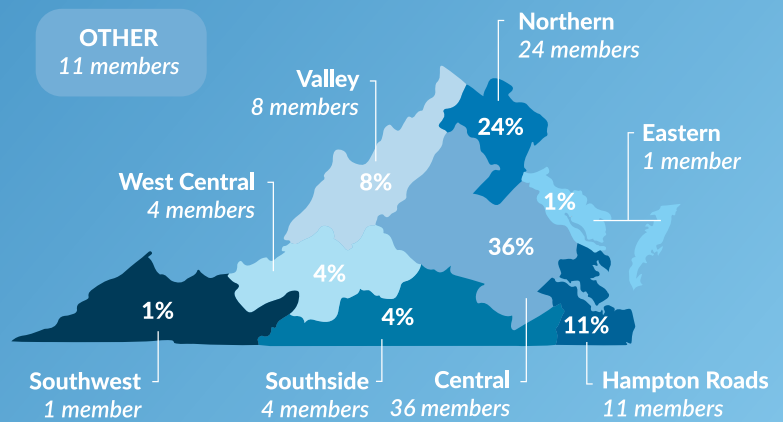 OTHER
11 members
Northern
24 members
Valley
8 members
24%
Eastern
1 member
West Central
4 members
8%
1%
36%
4%
1%
4%
11%
Southwest
1 member
Southside
4 members
Central
36 members
Hampton Roads
11 members